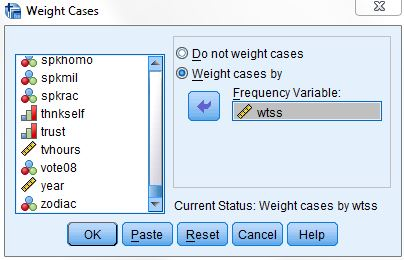 Weight Cases
spkhomo
spkmil
spkrac
thnkself
trust
tvhours
vote08
year
zodiac
Do not weight cases
Weight cases by
Frequency Variable:
wtss
Current Status: Weight cases by wtss
OK Paste Reset Cancel Help